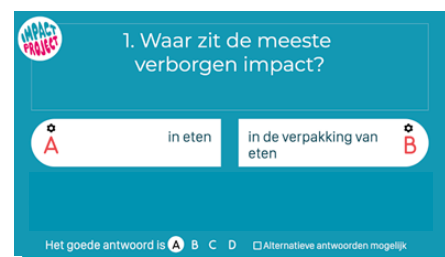 IMPACT
PROJECT
1. Waar zit de meeste
verborgen impact?
A
in eten
in de verpakking van
eten
B
Het goede antwoord is A B C D
Alternatieve antwoorden mogelijk